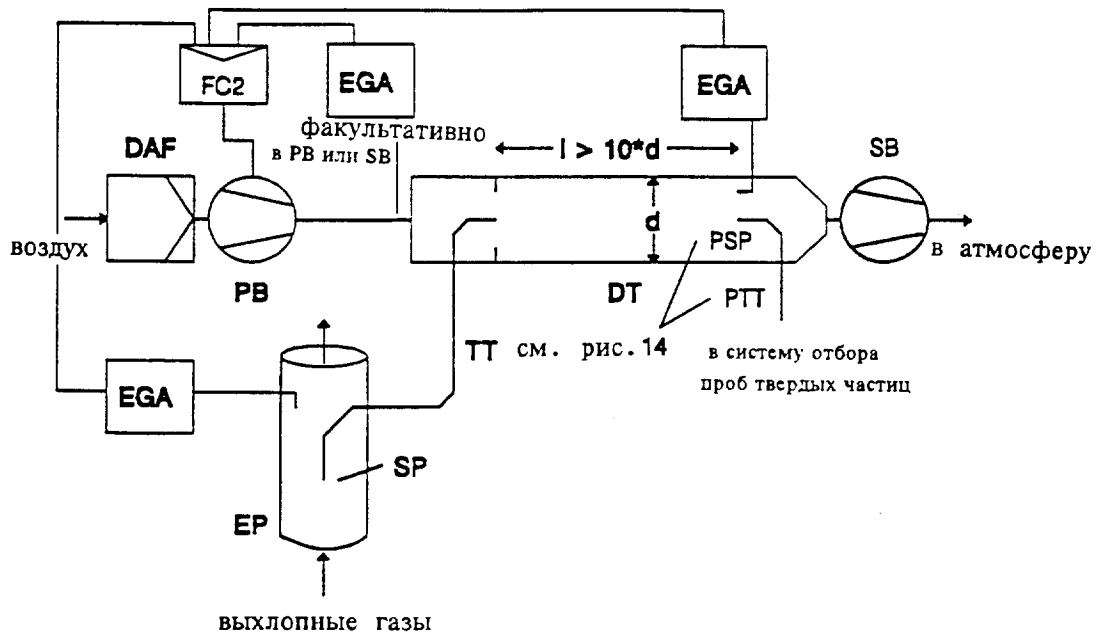 FC2
EGA
EGA
факультативно
в PB или SB
DAF
l > 10*d
SB
воздух
d
PSP
в атмосферу
PB
DT
PTT
TT см. рис.14
в систему отбора
проб твердых частиц
EGA
SP
EP
выхлопные газы